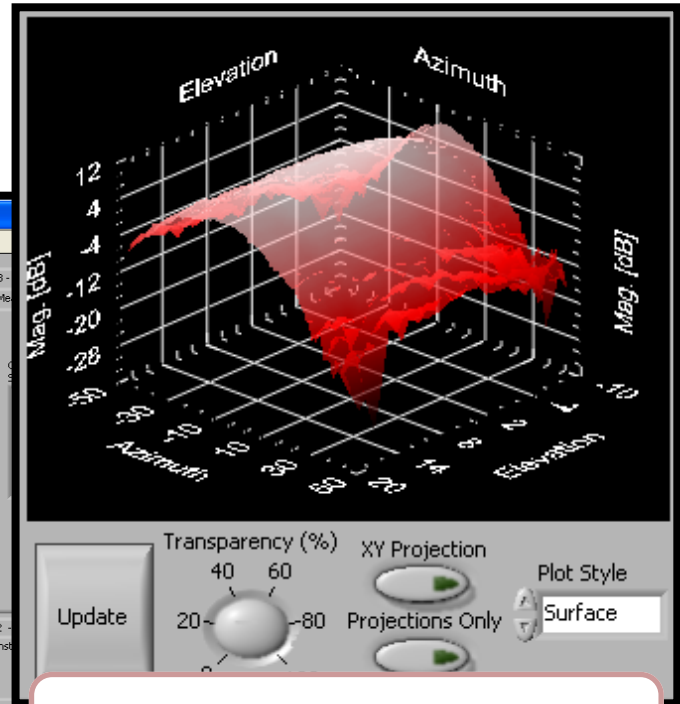 Elevation
Azimuth
12
4
-4
-12
-20
-28
Mag. [dB]
Mag. [dB]
-50
-30
-10
10
30
50
Azimuth
20
14
8
2
-4
-10
Elevation
Transparency (%)
40 60
20 80
XY Projection
Projections Only
Plot Style
Surface
Update